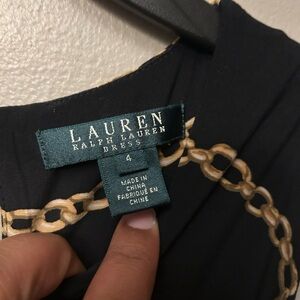 LAUREN
RALPH LAUREN
DRESS
4
MADE IN
CHINA
FABRIQUÉ EN
CHINE